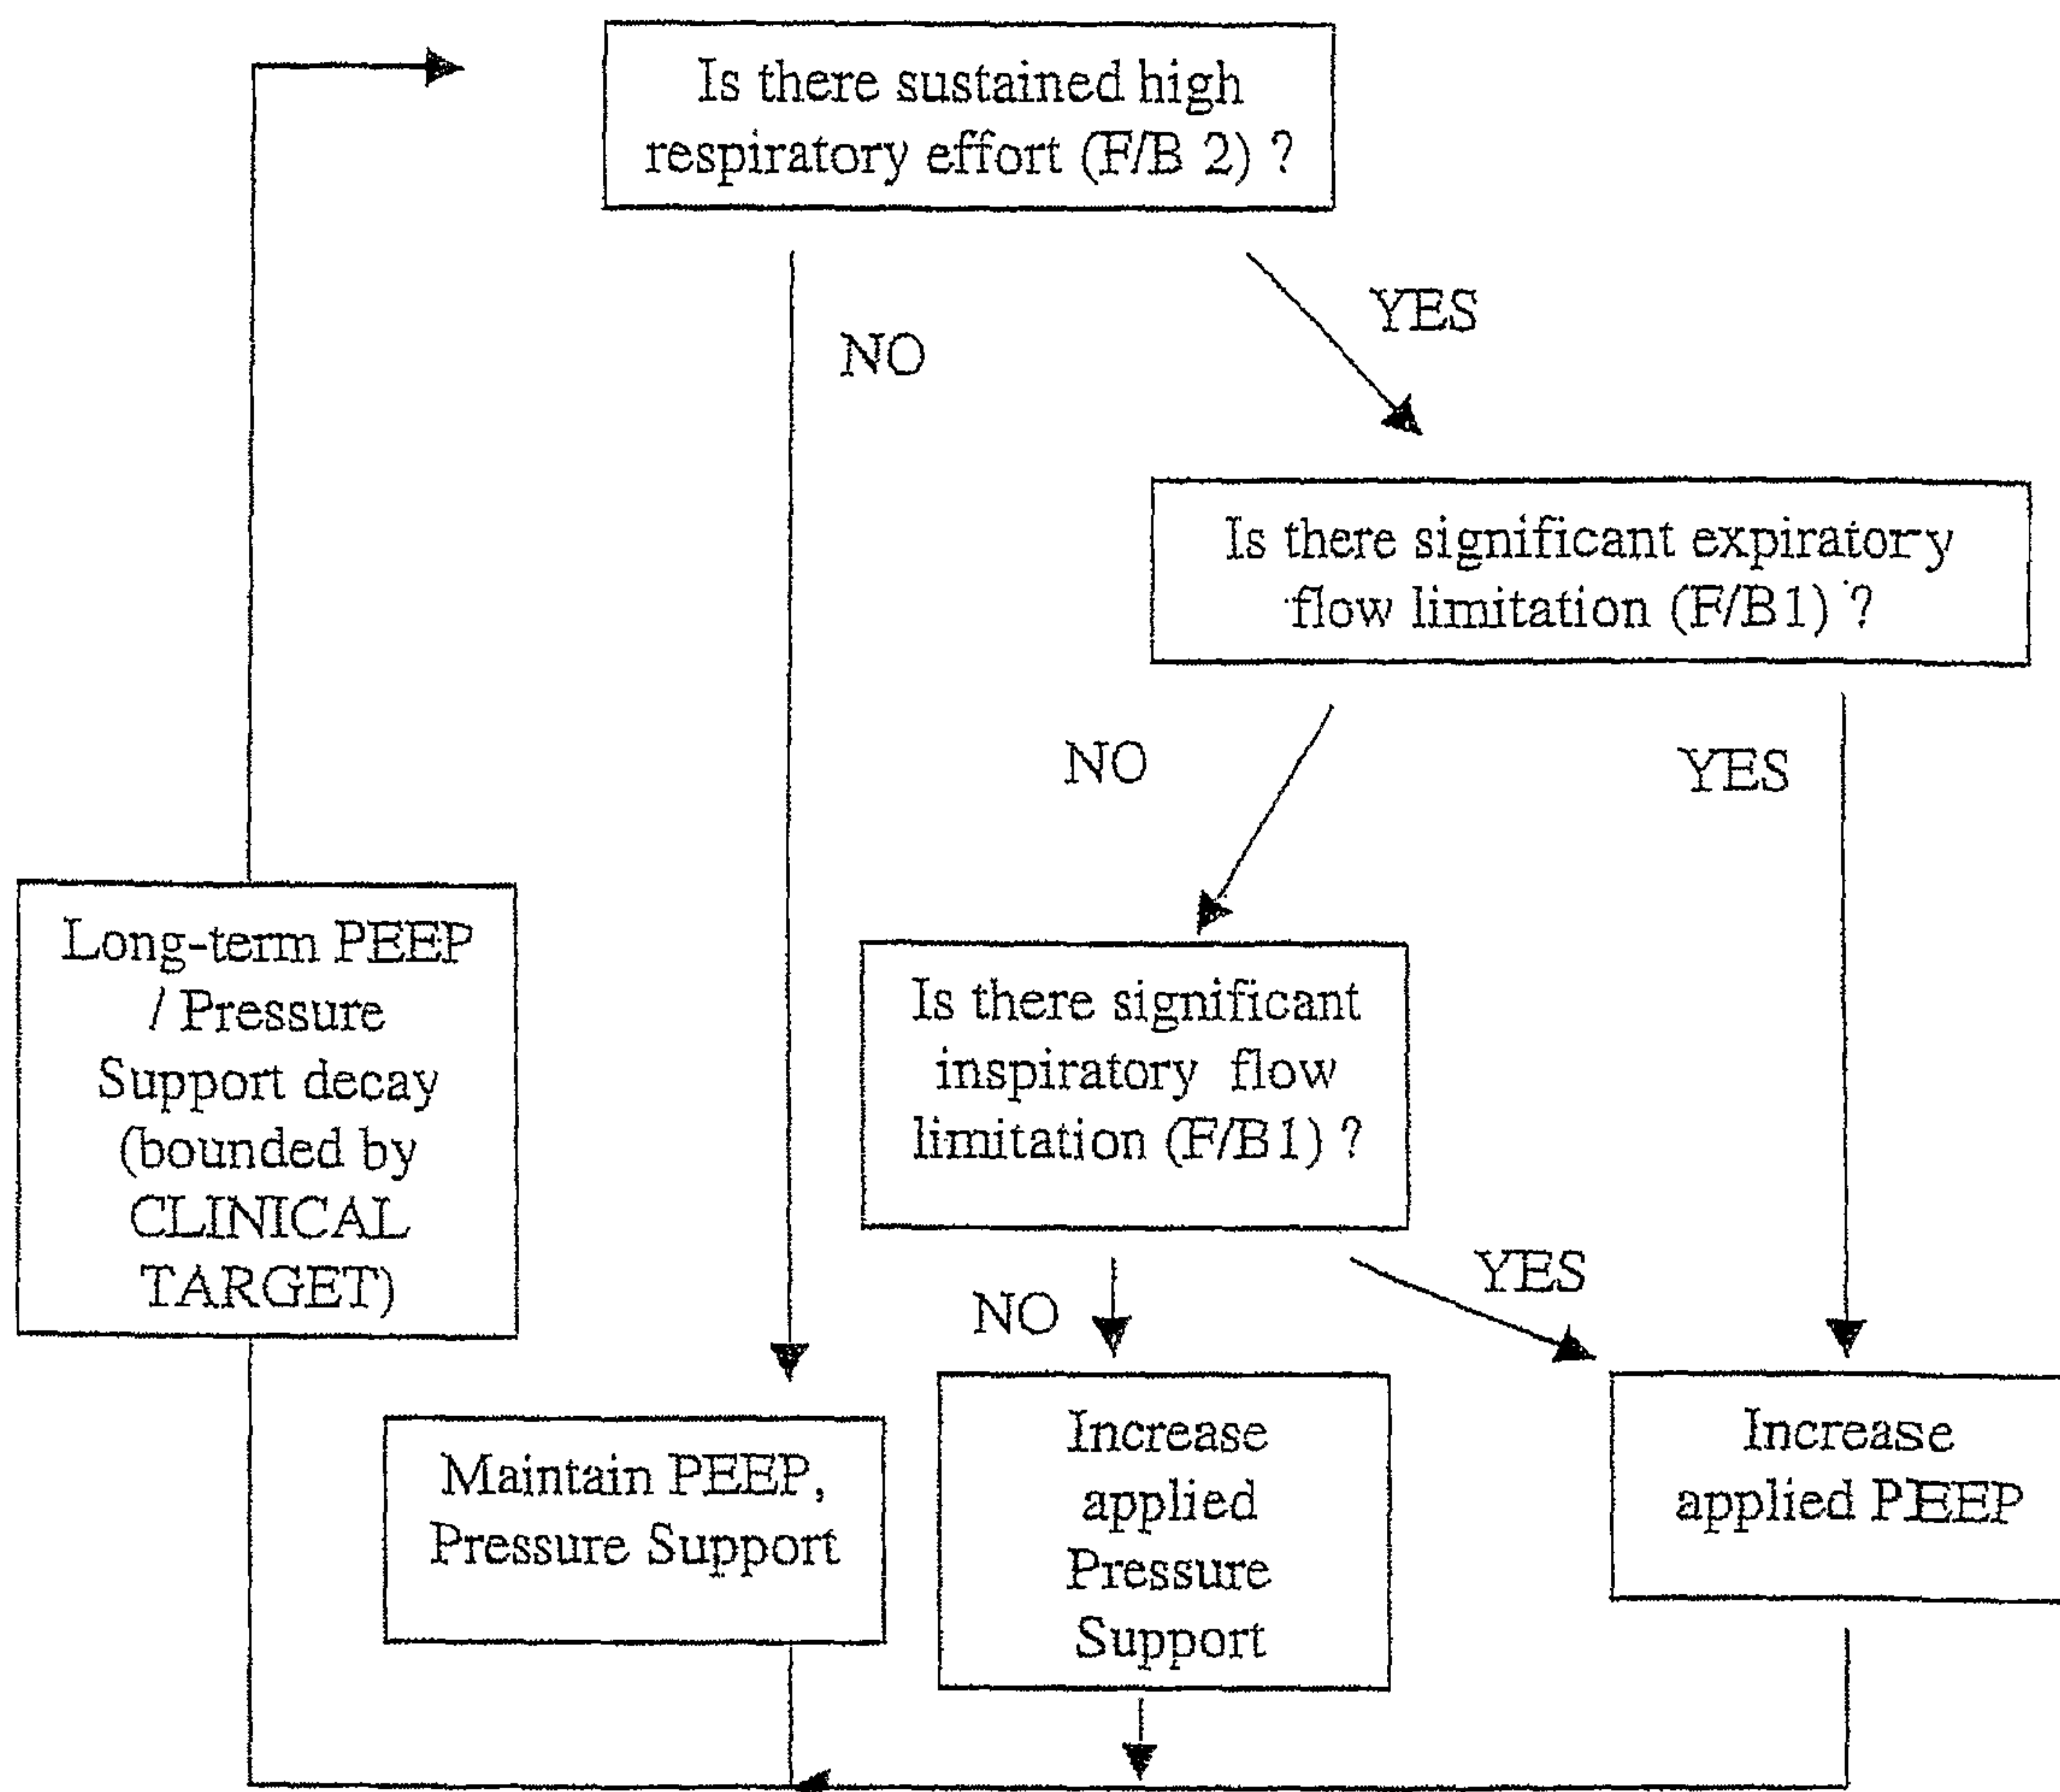 Is there sustained high
respiratory effort (F/B 2) ?
NO
YES
Is there significant expiratory
flow limitation (F/B1) ?
NO
YES
Long-term PEEP
/ Pressure
Support decay
(bounded by
CLINICAL
TARGET)
Is there significant
inspiratory flow
limitation (F/B1) ?
NO
YES
Maintain PEEP,
Pressure Support
Increase
applied
Pressure
Support
Increase
applied PEEP